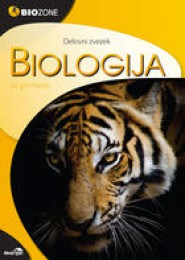 BIOZONE
Delovni zvezek
BIOLOGIJA
za gimnazije